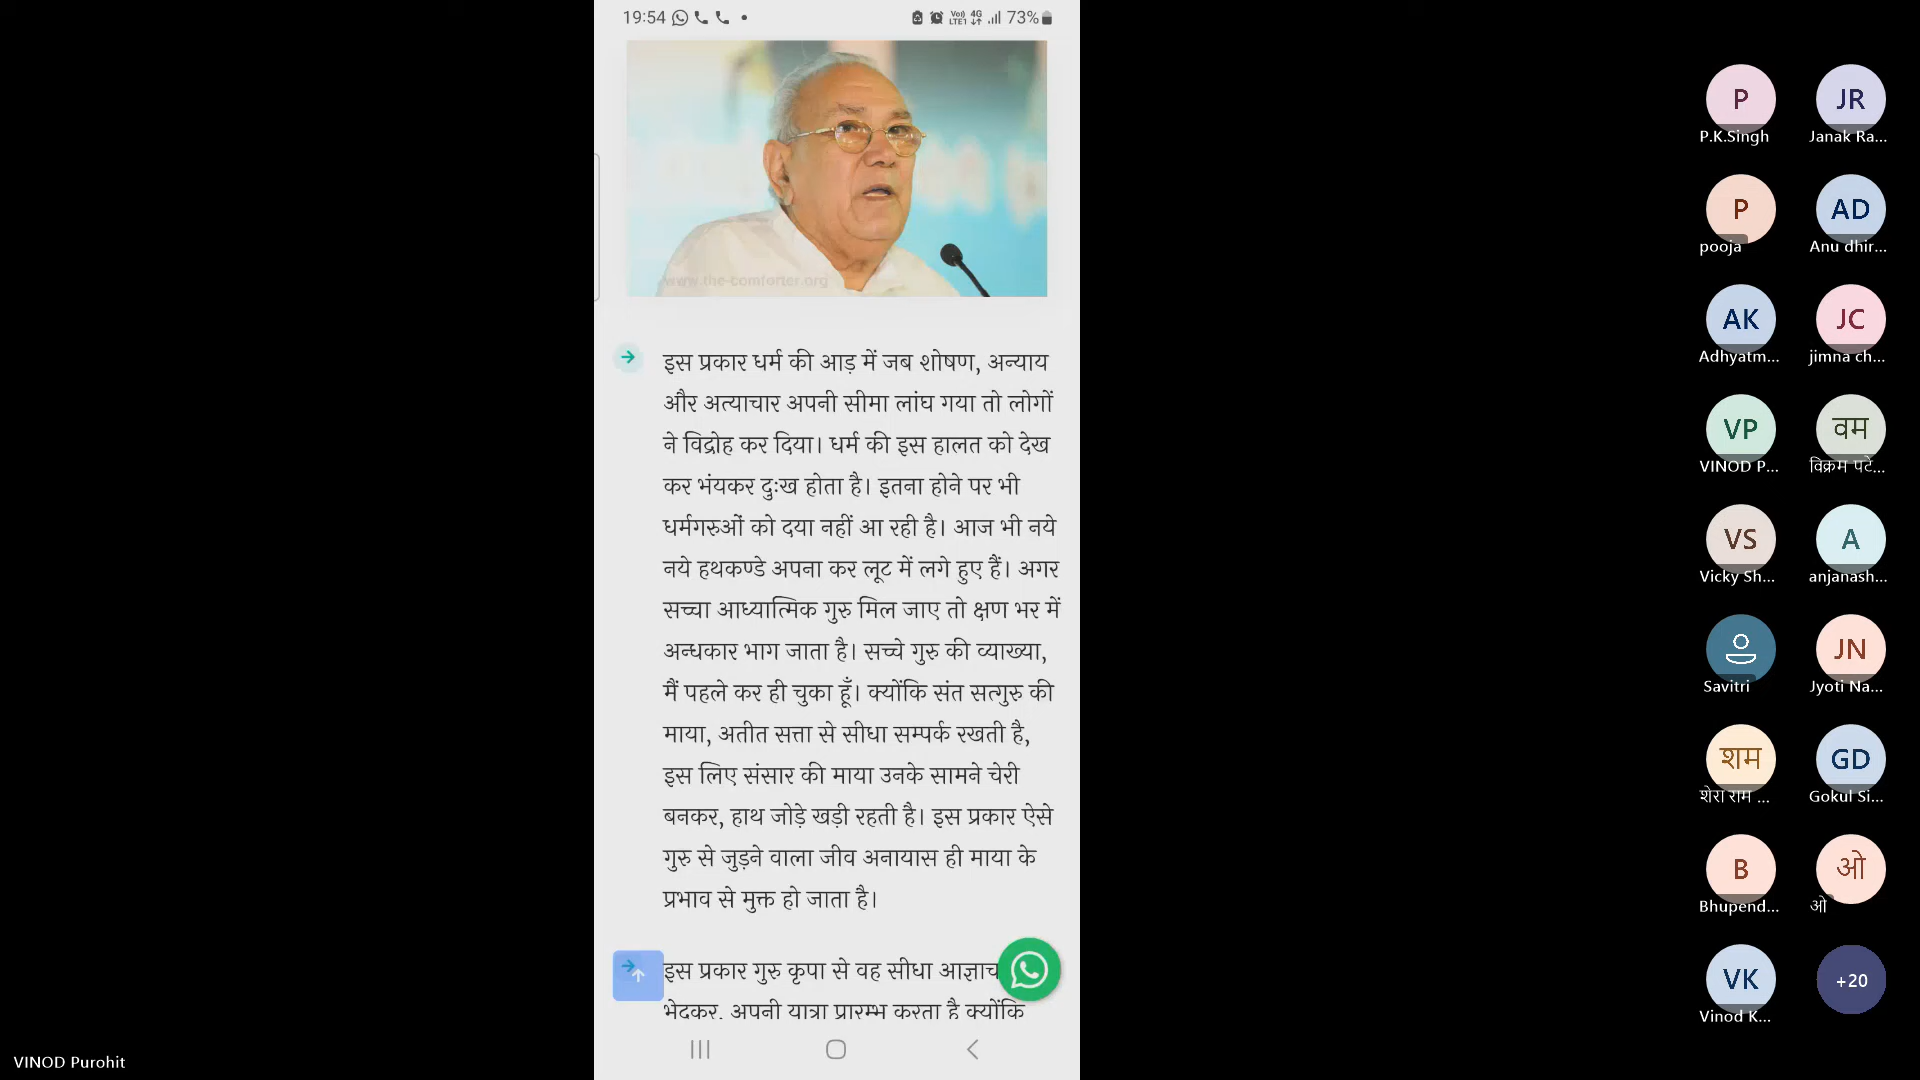 19:54
Vo) 4G
LTE1
73%
www.the-comforter.org
इस प्रकार धर्म की आड़ में जब शोषण, अन्याय
और अत्याचार अपनी सीमा लांघ गया तो लोगों
ने विद्रोह कर दिया। धर्म की इस हालत को देख
कर भंयकर दुःख होता है। इतना होने पर भी
धर्मगरुओं को दया नहीं आ रही है। आज भी नये
नये हथकण्डे अपना कर लूट में लगे हुए हैं। अगर
सच्चा आध्यात्मिक गुरु मिल जाए तो क्षण भर में
अन्धकार भाग जाता है। सच्चे गुरु की व्याख्या,
मैं पहले कर ही चुका हूँ। क्योंकि संत सत्गुरु की
माया, अतीत सत्ता से सीधा सम्पर्क रखती है,
इस लिए संसार की माया उनके सामने चेरी
बनकर, हाथ जोड़े खड़ी रहती है। इस प्रकार ऐसे
गुरु से जुड़ने वाला जीव अनायास ही माया के
प्रभाव से मुक्त हो जाता है।
इस प्रकार गुरु कृपा से वह सीधा आज्ञाच
भेदकर, अपनी यात्रा प्रारम्भ करता है क्योंकि
P JR
P.K.Singh Janak Ra...
P AD
pooja Anu dhir...
AK JC
Adhyatm... jimna ch...
VP वम
VINOD P... विक्रम पटे...
VS A
Vicky Sh... anjanash...
JN
Savitri Jyoti Na...
शम GD
शेरा राम ... Gokul Si...
B ओ
Bhupend... ओ
VK +20
Vinod K...
VINOD Purohit